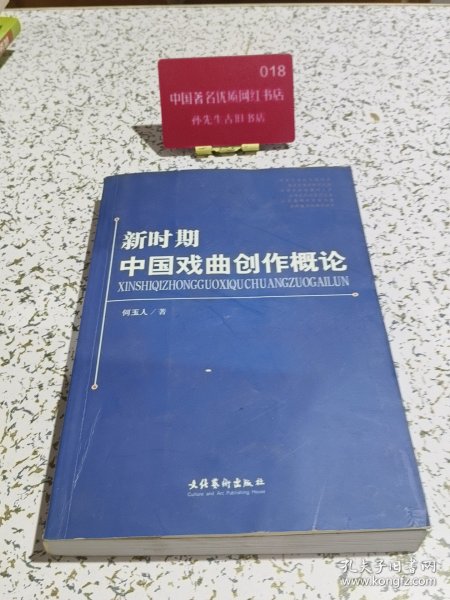 018
中国著名优质网红书店
孙先生古旧书店
新时期
中国戏曲创作概论
XINSHIQIZHONGGUOXIQUCHUANGZUOGAILUN
何玉人／著
文化艺术出版社
Culture and Art Publishing House
孔夫子旧书网
www.kongfz.com